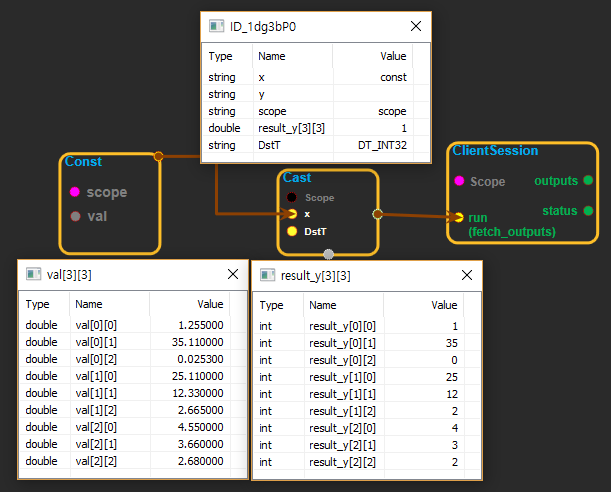 ID_1dg3bP0
Type Name Value
string x const
string y
string scope scope
double result_y[3][3] 1
string DstT DT_INT32
Const
scope
val
Cast
Scope
x
DstT
ClientSession
Scope outputs
status
run
(fetch_outputs)
val[3][3]
Type Name Value
double val[0][0] 1.255000
double val[0][1] 35.110000
double val[0][2] 0.025300
double val[1][0] 25.110000
double val[1][1] 12.330000
double val[1][2] 2.665000
double val[2][0] 4.550000
double val[2][1] 3.660000
double val[2][2] 2.680000
result_y[3][3]
Type Name Value
int result_y[0][0] 1
int result_y[0][1] 35
int result_y[0][2] 0
int result_y[1][0] 25
int result_y[1][1] 12
int result_y[1][2] 2
int result_y[2][0] 4
int result_y[2][1] 3
int result_y[2][2] 2